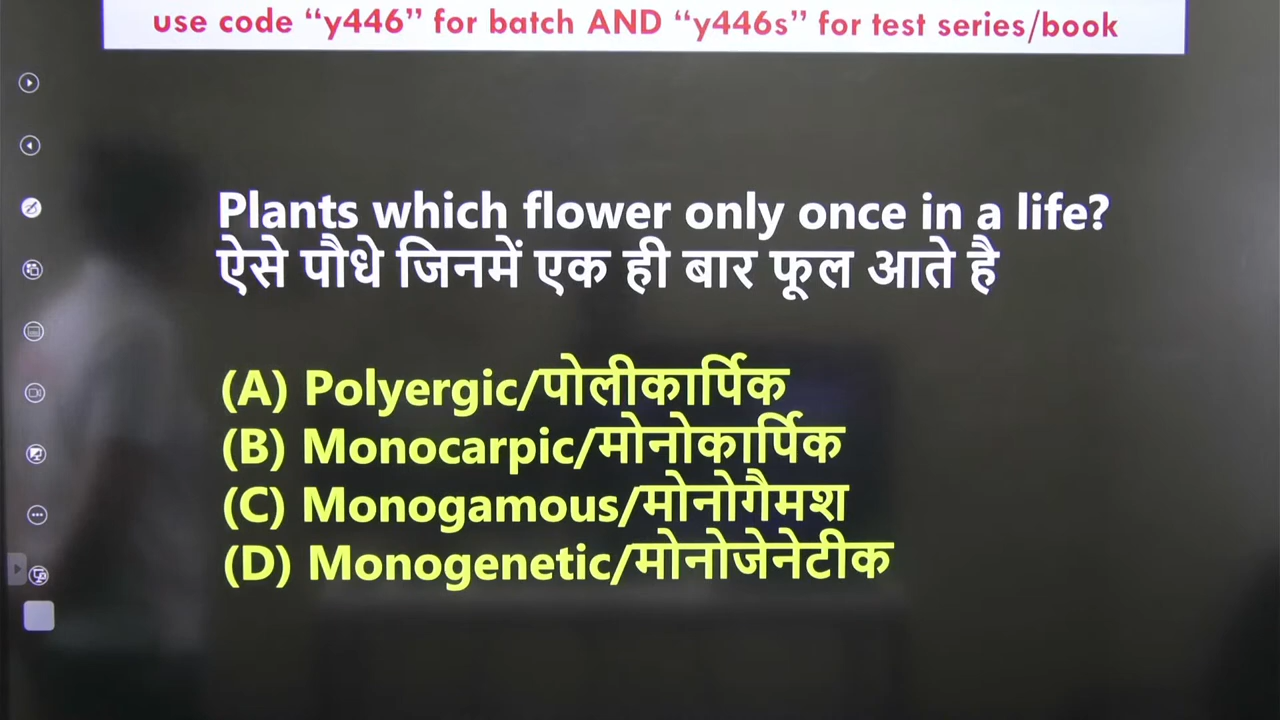 use code “y446” for batch AND “y446s” for test series/book
Plants which flower only once in a life?
ऐसे पौधे जिनमें एक ही बार फूल आते है
(A) Polyergic/पोलीकार्पिक
(B) Monocarpic/मोनोकार्पिक
(C) Monogamous/मोनोगैमश
(D) Monogenetic/मोनोजेनेटीक